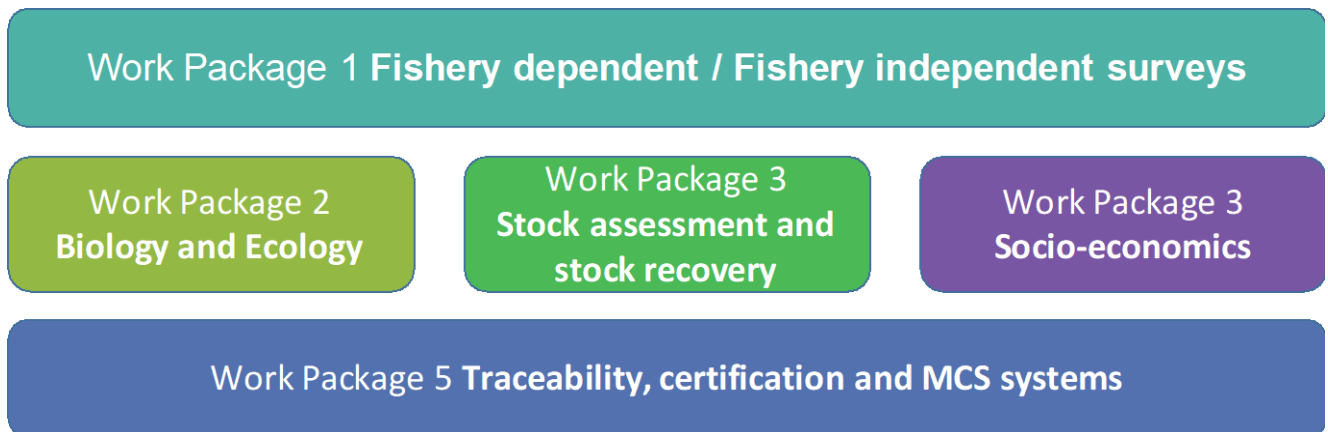 Work Package 1 Fishery dependent / Fishery independent surveys
Work Package 2
Biology and Ecology
Work Package 3
Stock assessment and
stock recovery
Work Package 3
Socio-economics
Work Package 5 Traceability, certification and MCS systems